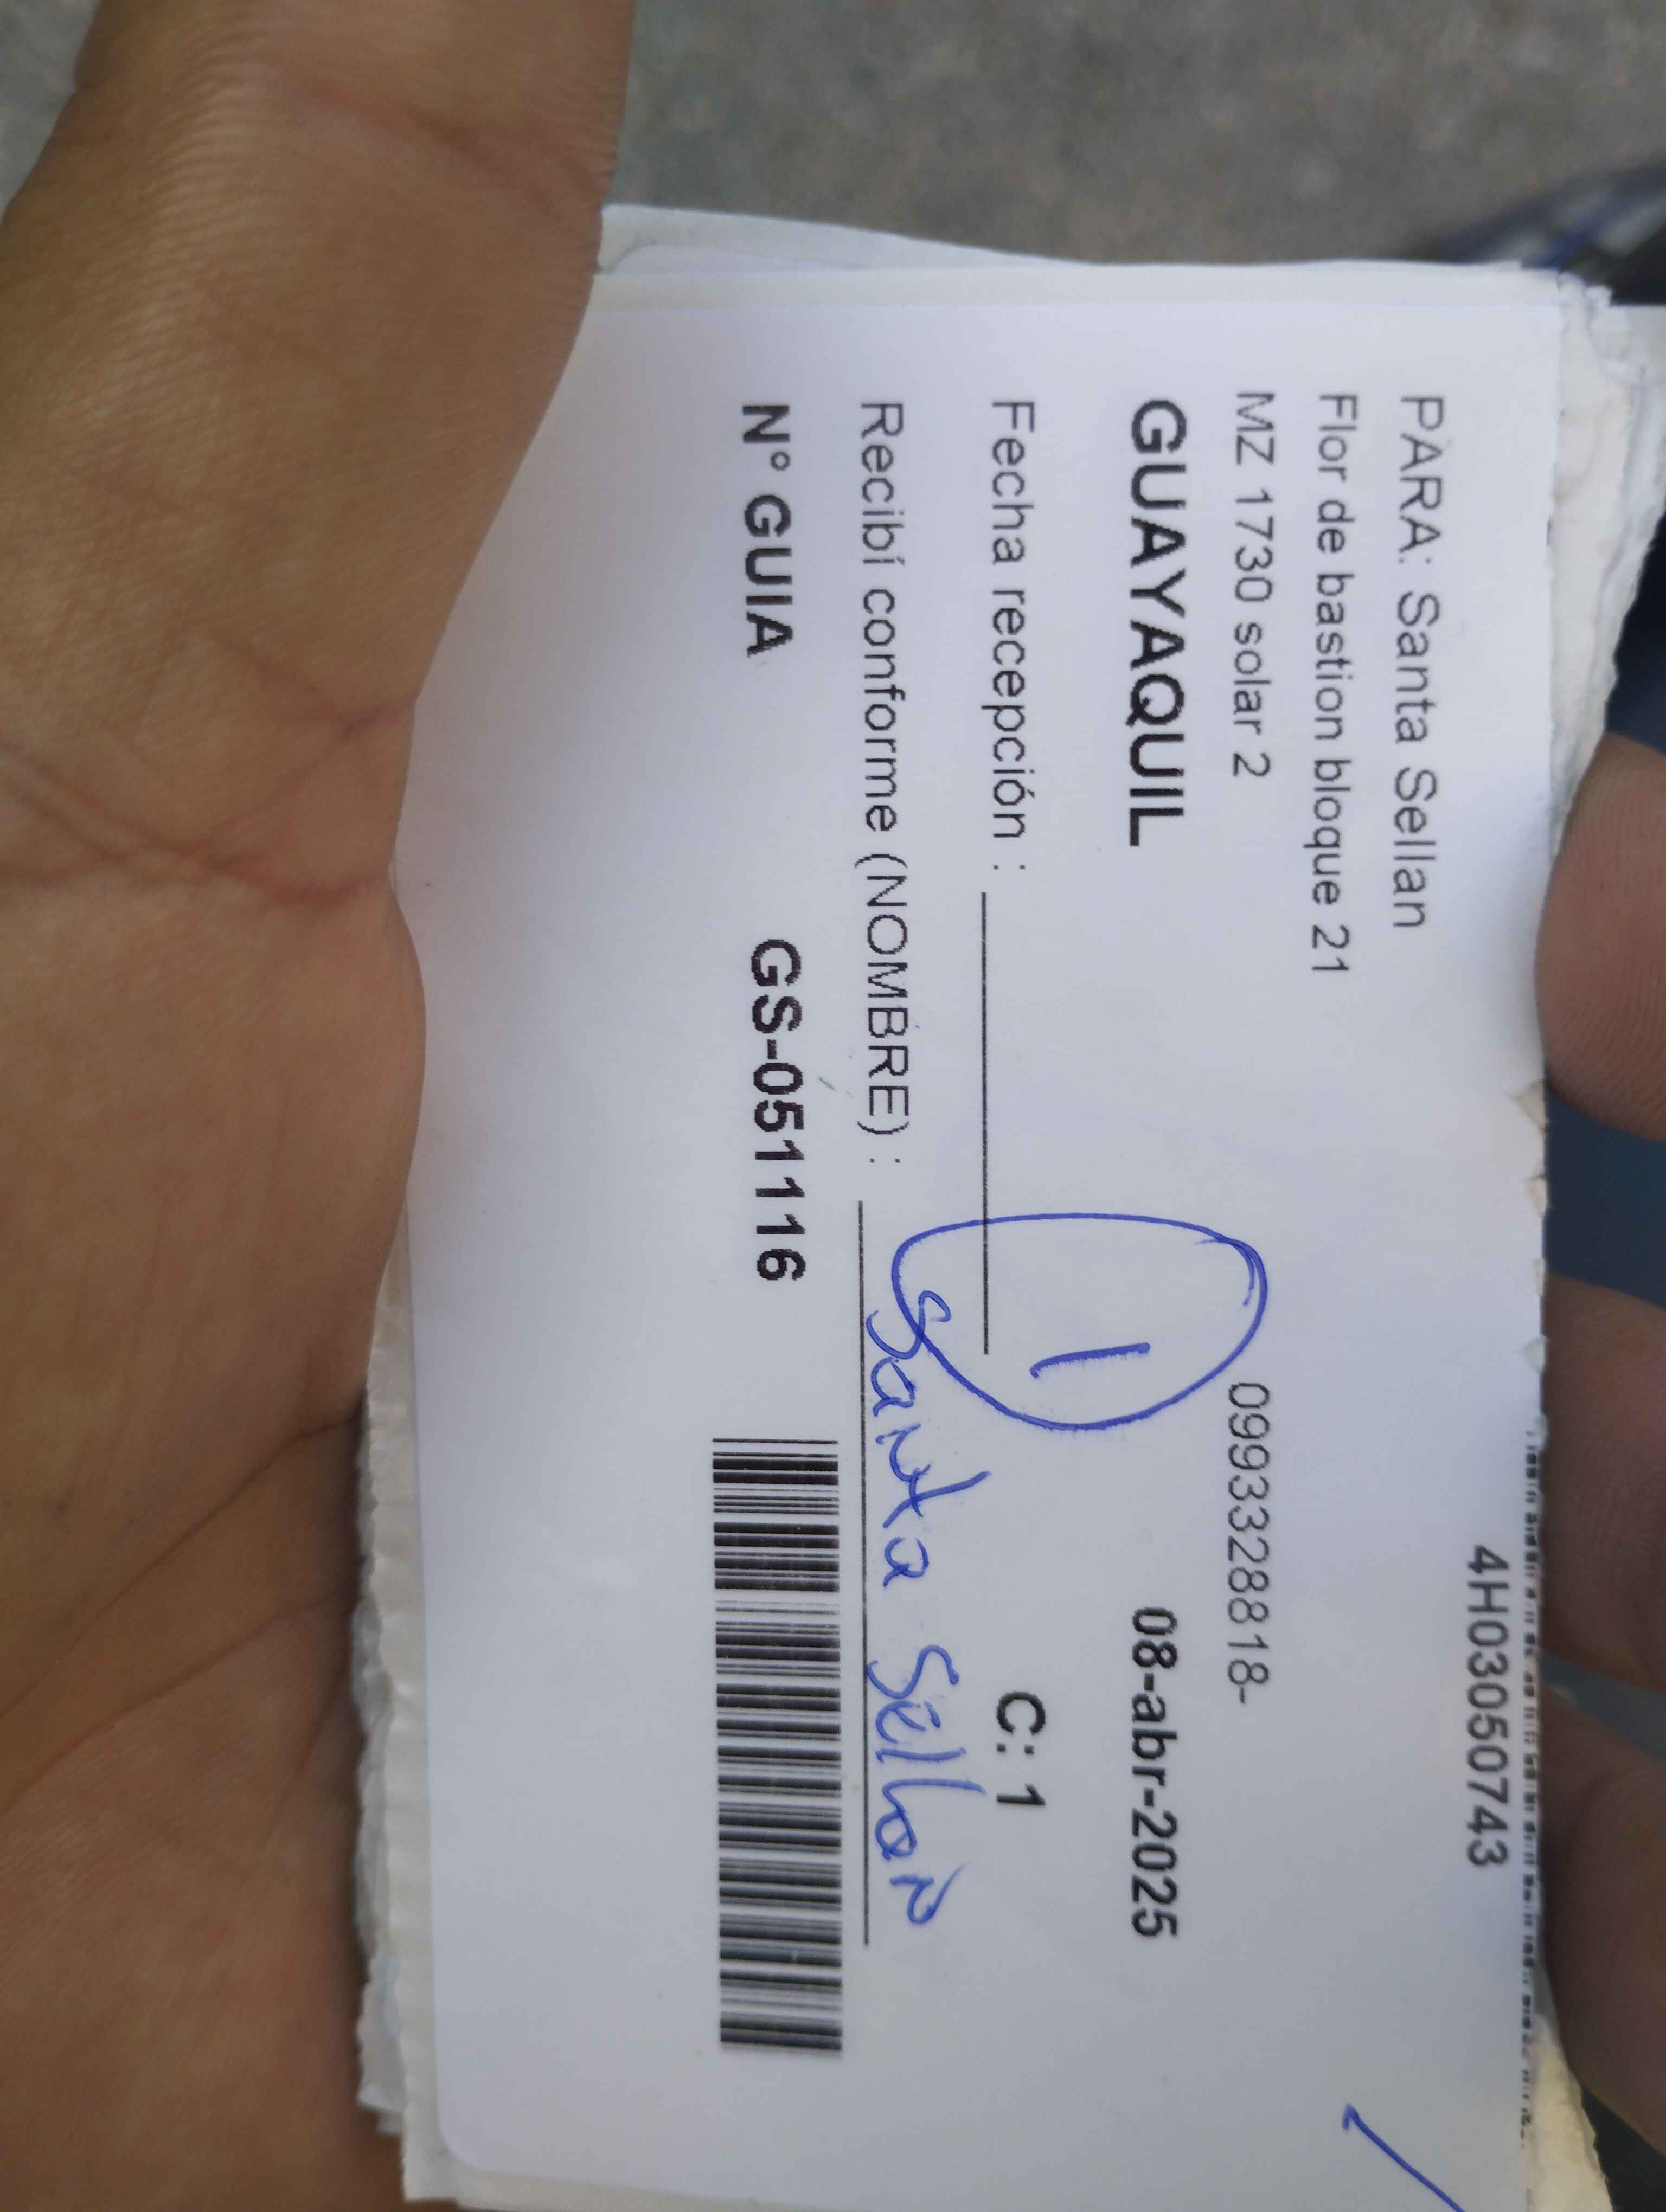 4H03050743
PARA: Santa Sellan
Flor de bastion bloque 21
MZ 1730 solar 2 0993328818-
GUAYAQUIL 08-abr-2025
Fecha recepción : 1 C: 1
Recibí conforme (NOMBRE) : Santa Sellan
N° GUIA GS-051116